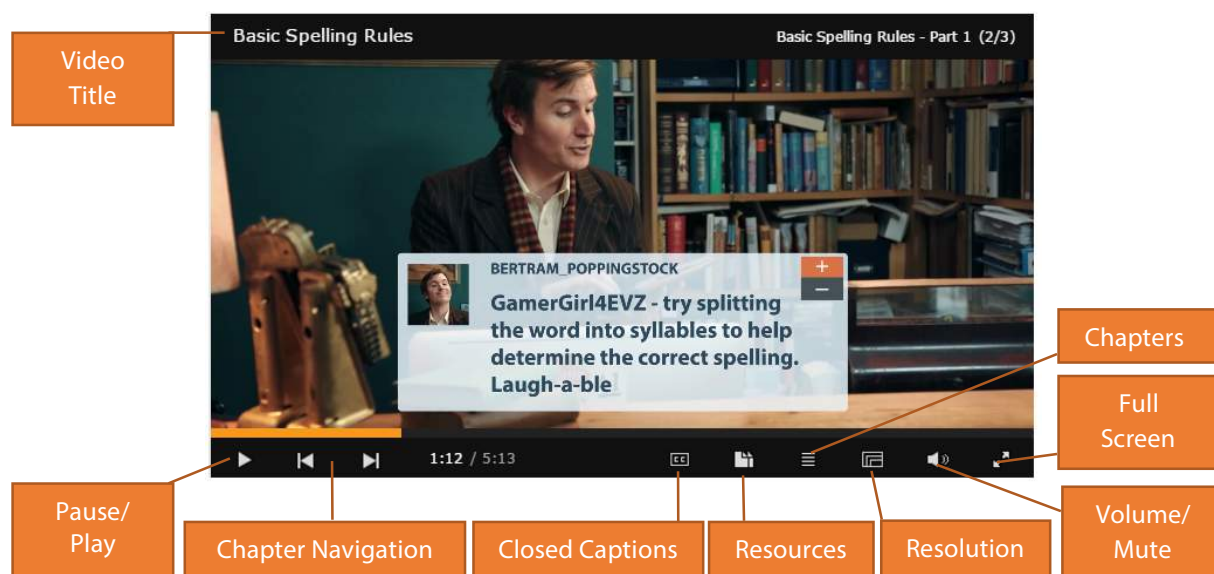 Basic Spelling Rules
Basic Spelling Rules - Part 1 (2/3)
Video
Title
BERTRAM_POPPINGSTOCK
+
−
GamerGirl4EVZ - try splitting
the word into syllables to help
determine the correct spelling.
Laugh-a-ble
Chapters
Full
Screen
1:12 / 5:13
CC
Pause/
Play
Chapter Navigation
Closed Captions
Resources
Resolution
Volume/
Mute